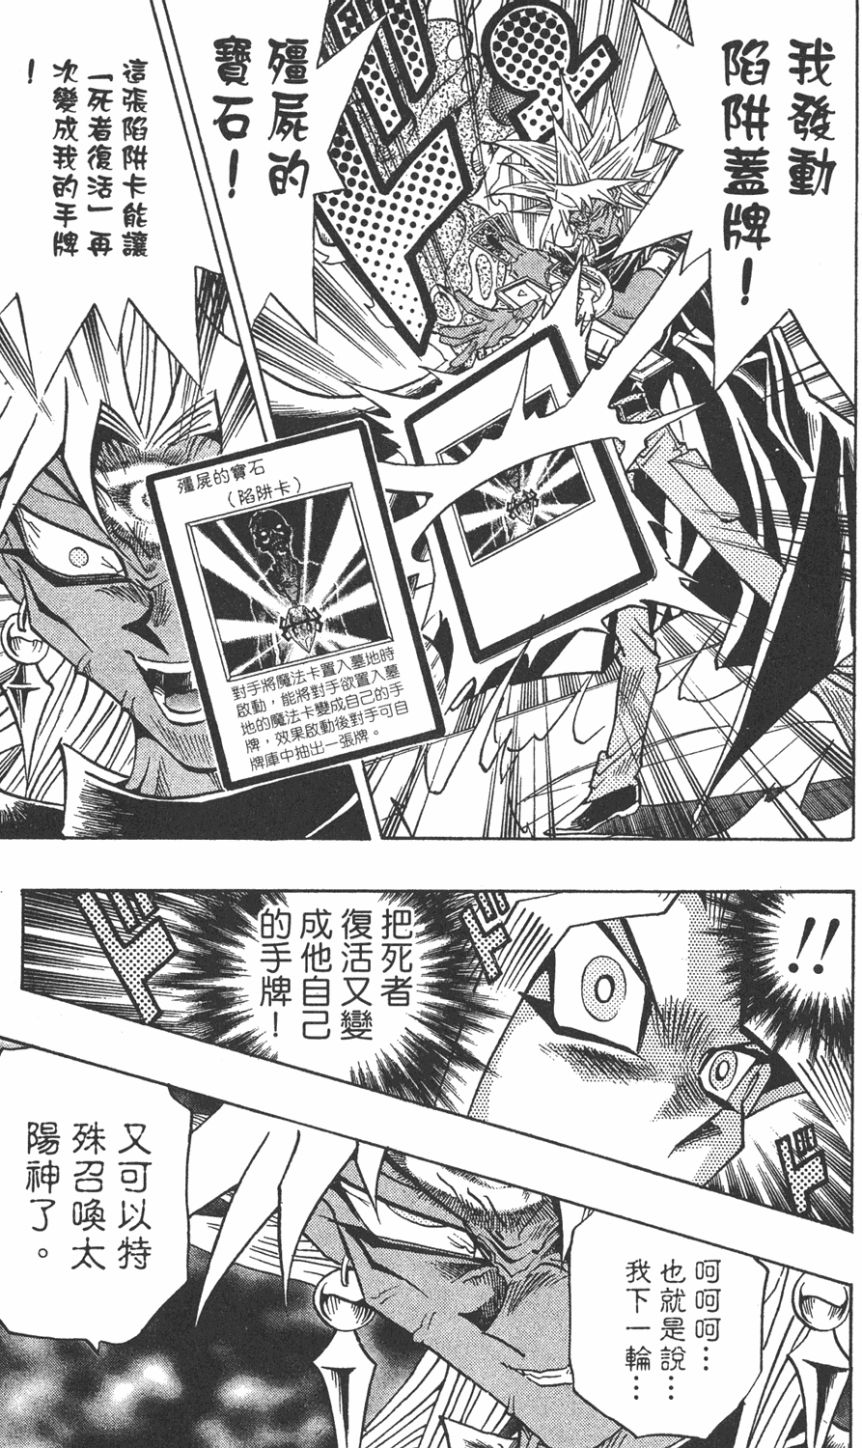 我發動
陷阱蓋牌！
殭屍的
寶石！
這張陷阱卡能讓
「死者復活」再
次變成我的手牌
！
殭屍的寶石
（陷阱卡）
對手將魔法卡置入墓地時
啟動，能將對手欲置入墓
地的魔法卡變成自己的手
牌，效果啟動後對手可自
牌庫中抽出一張牌。
！！
把死者
復活又變
成他自己
的手牌！
呵呵呵…
也就是說…
我下一輪…
又可以特
殊召喚太
陽神了。